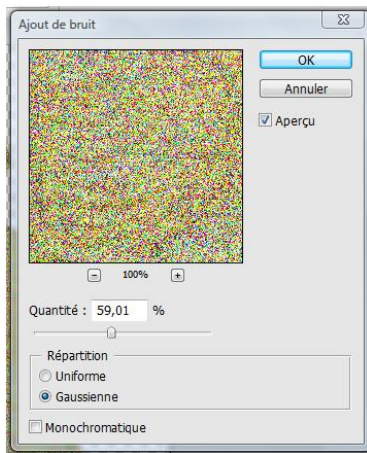 Ajout de bruit
OK
Annuler
Aperçu
100%
Quantité : 59,01 %
Répartition
Uniforme
Gaussienne
Monochromatique